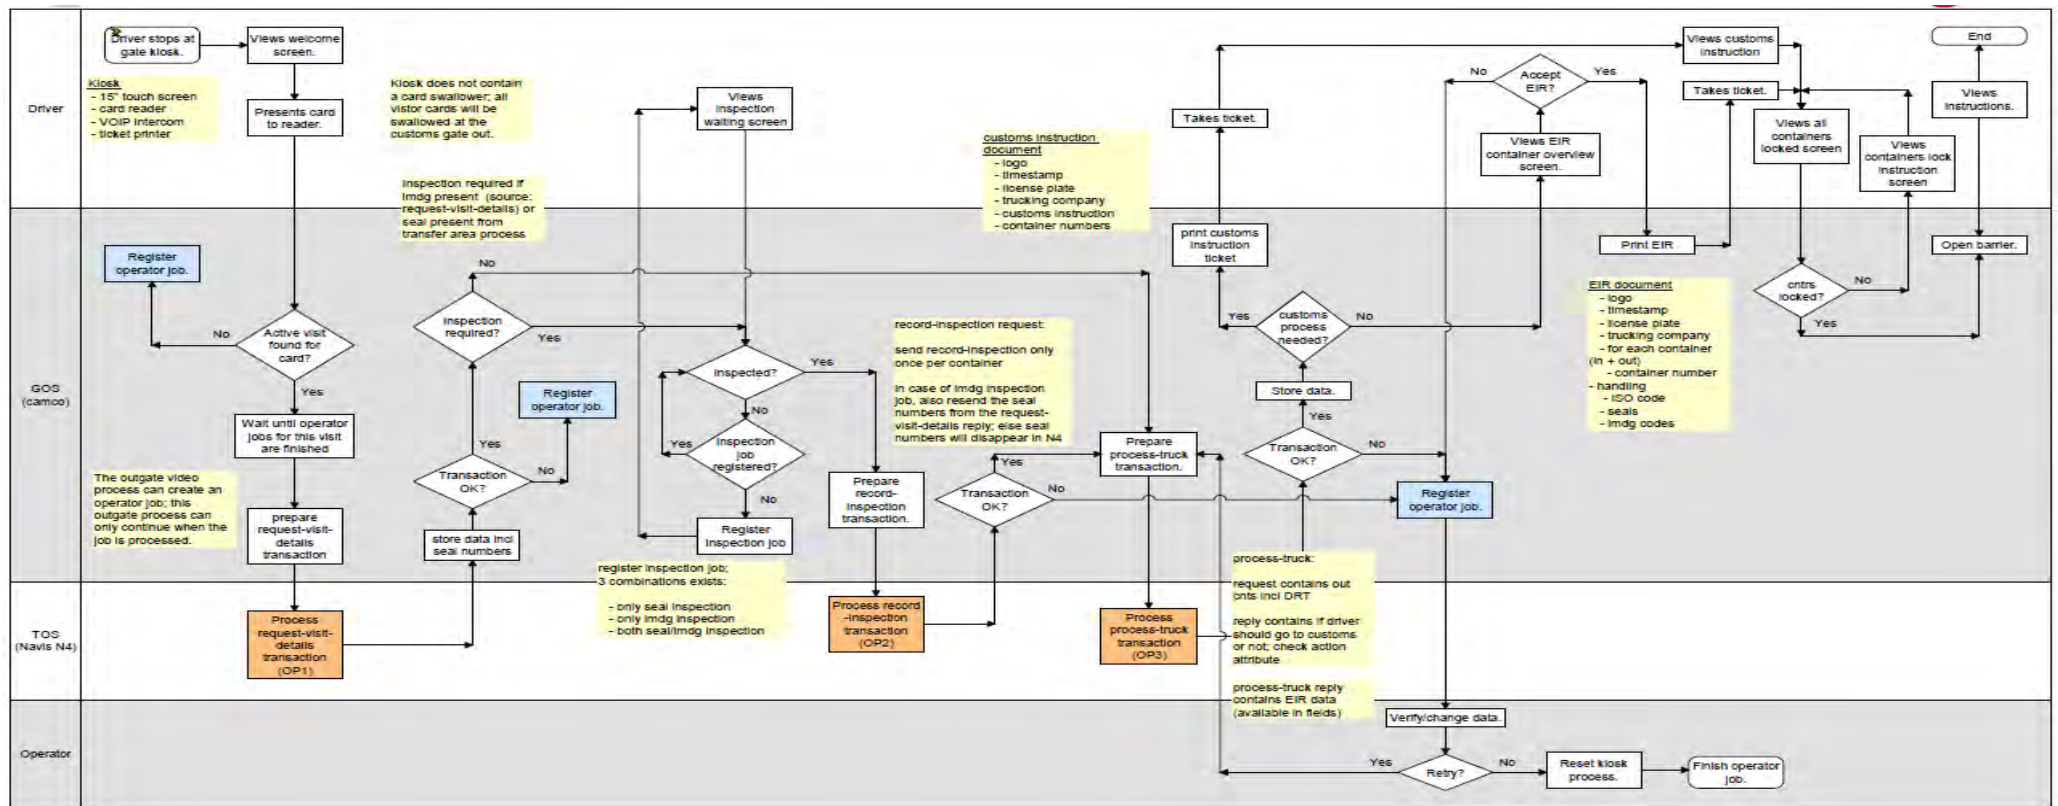 Driver
Driver stops at
gate kiosk.
Views welcome
screen.
Kiosk
- 15" touch screen
- card reader
- VOIP intercom
- ticket printer
Presents card
to reader.
Kiosk does not contain
a card swallower; all
vistor cards will be
swallowed at the
customs gate out.
Inspection required if
imdg present (source:
request-visit-details) or
seal present from
transfer area process
Views
inspection
waiting screen
customs instruction
document
- logo
- timestamp
- license plate
- trucking company
- customs instruction
- container numbers
Takes ticket.
Views customs
instruction
No
Accept
EIR?
Yes
Views EIR
container overview
screen.
Takes ticket.
Views all
containers
locked screen
Views
containers lock
instruction
screen
End
Views
instructions.
GOS
(camco)
Register
operator job.
No
Active visit
found for
card?
Yes
Wait until operator
jobs for this visit
are finished
The outgate video
process can create an
operator job; this
outgate process can
only continue when the
job is processed.
prepare
request-visit-
details
transaction
No
Inspection
required?
Yes
Register
operator job.
Yes
Transaction
OK?
No
store data incl
seal numbers
Inspected?
Yes
No
Yes
Inspection
job
registered?
No
Register
inspection job
register inspection job;
3 combinations exists:
- only seal inspection
- only imdg inspection
- both seal/imdg inspection
record-inspection request:
send record-inspection only
once per container
in case of imdg inspection
job, also resend the seal
numbers from the request-
visit-details reply; else seal
numbers will disappear in N4
Prepare
record-
inspection
transaction.
Yes
Transaction
OK?
No
Prepare
process-truck
transaction.
print customs
instruction
ticket
Yes
customs
process
needed?
No
Store data.
Yes
Transaction
OK?
No
Register
operator job.
Print EIR
EIR document
- logo
- timestamp
- license plate
- trucking company
- for each container
(in + out)
- container number
- handling
- ISO code
- seals
- imdg codes
cntrs
locked?
No
Yes
Open barrier.
process-truck:
request contains out
cnts incl DRT
reply contains if driver
should go to customs
or not; check action
attribute
process-truck reply
contains EIR data
(available in fields)
TOS
(Navis N4)
Process
request-visit-
details
transaction
(OP1)
Process record
-inspection
transaction
(OP2)
Process
process-truck
transaction
(OP3)
Operator
Verify/change data.
Yes
Retry?
No
Reset kiosk
process.
Finish operator
job.